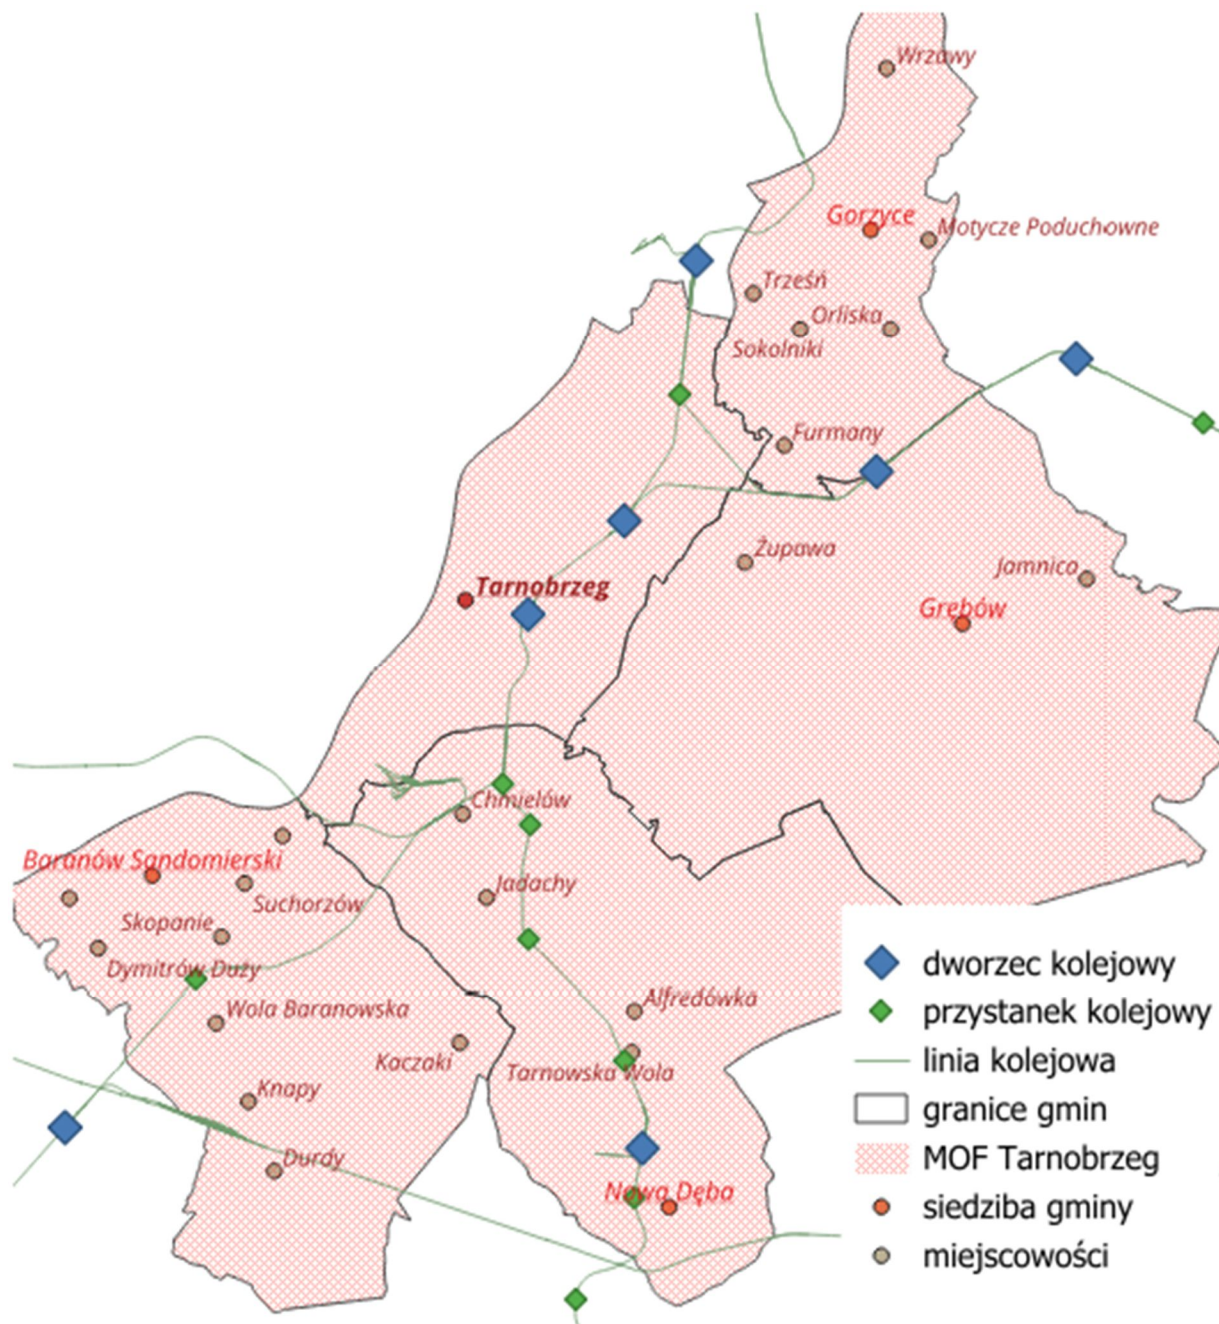 Wrzawy
Gorzyce
Motycze Poduchowne
Trześń
Orliska
Sokolniki
Furmany
Żupawa
Jamnica
Tarnobrzeg
Grębów
Chmielów
Baranów Sandomierski
Jadachy
Suchorzów
Skopanie
Dymitrów Duży
Alfredówka
Wola Baranowska
Kaczaki
Tarnowska Wola
Knapy
Durdy
Nowa Dęba
dworzec kolejowy
przystanek kolejowy
linia kolejowa
granice gmin
MOF Tarnobrzeg
siedziba gminy
miejscowości